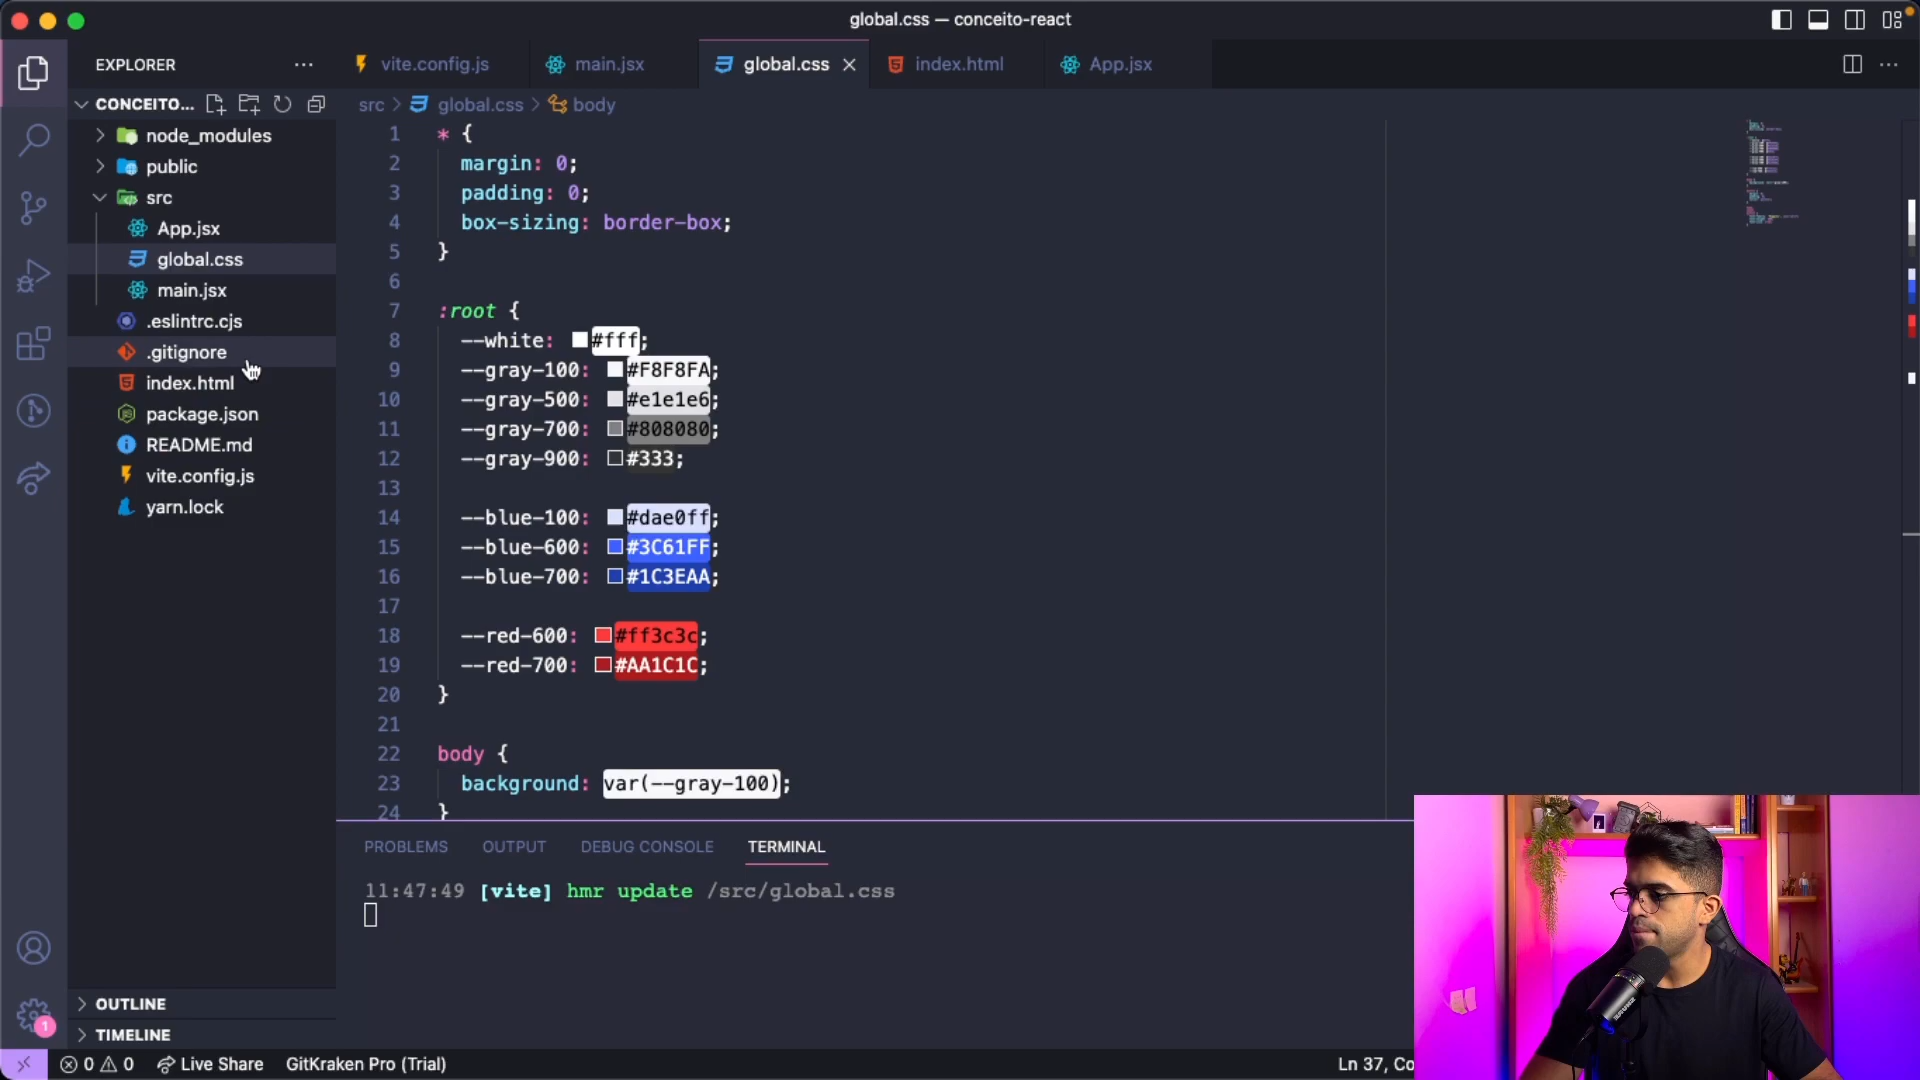 global.css — conceito-react
EXPLORER
vite.config.js
main.jsx
global.css
index.html
App.jsx
CONCEITO...
src > global.css > body
node_modules
public
src
App.jsx
global.css
main.jsx
.eslintrc.cjs
.gitignore
index.html
package.json
README.md
vite.config.js
yarn.lock
1 * {
2 margin: 0;
3 padding: 0;
4 box-sizing: border-box;
5 }
6
7 :root {
8 --white: #fff;
9 --gray-100: #F8F8FA;
10 --gray-500: #e1e1e6;
11 --gray-700: #808080;
12 --gray-900: #333;
13
14 --blue-100: #dae0ff;
15 --blue-600: #3C61FF;
16 --blue-700: #1C3EAA;
17
18 --red-600: #ff3c3c;
19 --red-700: #AA1C1C;
20 }
21
22 body {
23 background: var(--gray-100);
24 }
PROBLEMS OUTPUT DEBUG CONSOLE TERMINAL
11:47:49 [vite] hmr update /src/global.css
OUTLINE
TIMELINE
1
0 0 Live Share GitKraken Pro (Trial)
Ln 37, Co